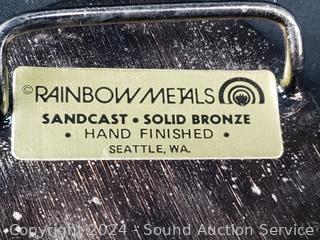 © RAINBOW METALS
SANDCAST • SOLID BRONZE
• HAND FINISHED •
SEATTLE, WA.
Copyright 2024 - Sound Auction Service